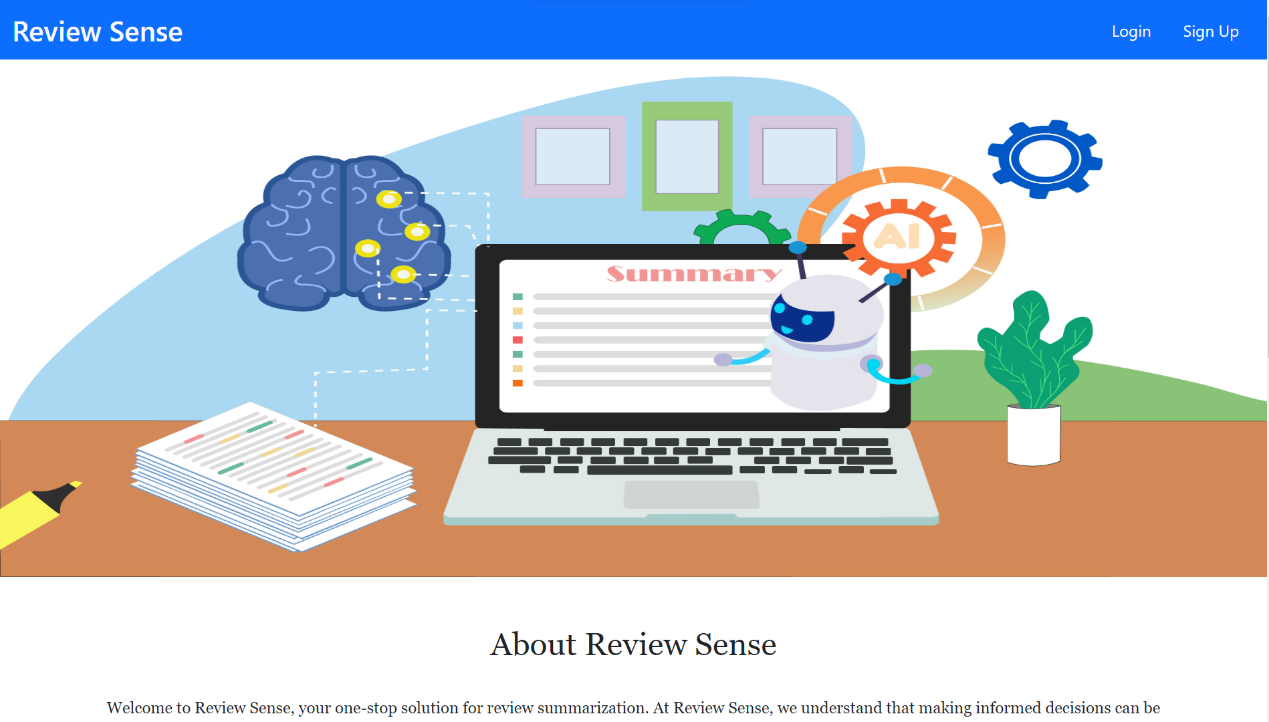 Review Sense
Login
Sign Up
AI
Summary
About Review Sense
Welcome to Review Sense, your one-stop solution for review summarization. At Review Sense, we understand that making informed decisions can be